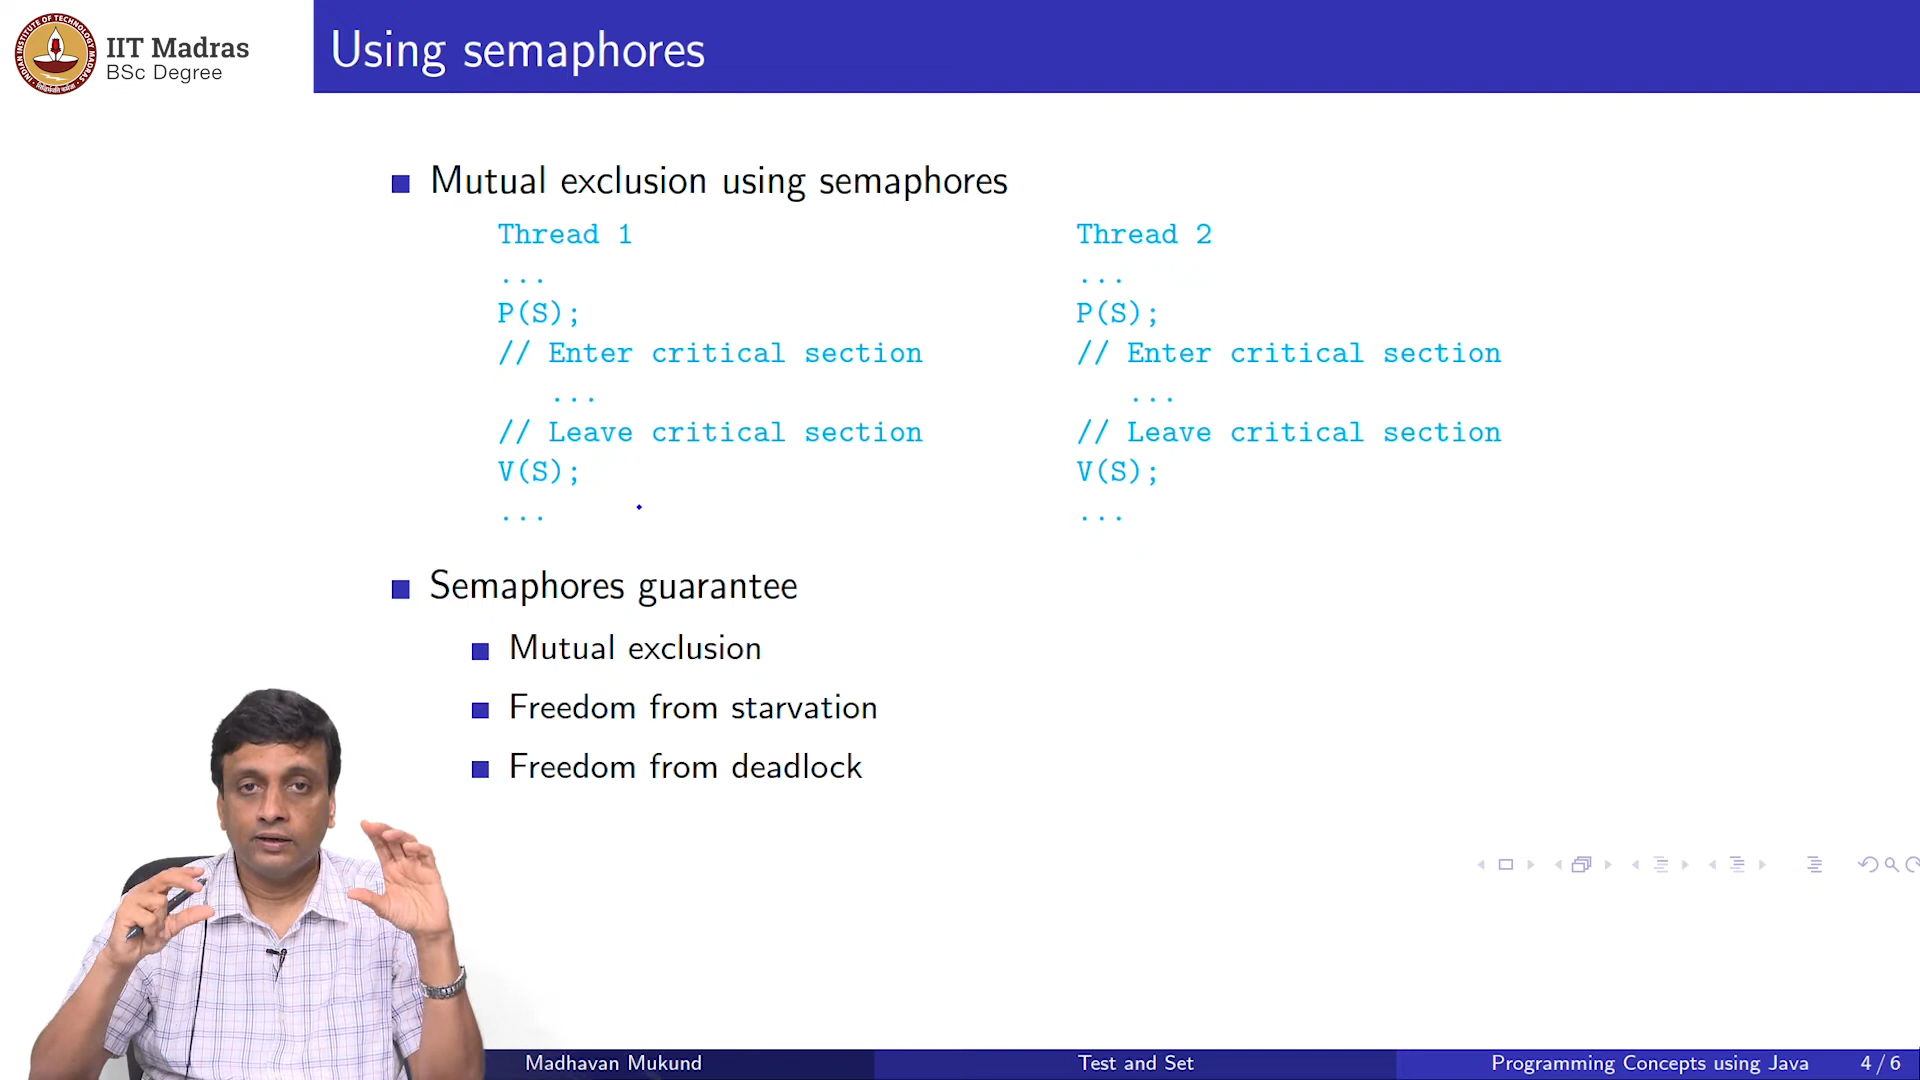 IIT Madras
BSc Degree
Using semaphores
Mutual exclusion using semaphores
Thread 1
...
P(S);
// Enter critical section
...
// Leave critical section
V(S);
...
Thread 2
...
P(S);
// Enter critical section
...
// Leave critical section
V(S);
...
Semaphores guarantee
Mutual exclusion
Freedom from starvation
Freedom from deadlock
Madhavan Mukund
Test and Set
Programming Concepts using Java
4 / 6